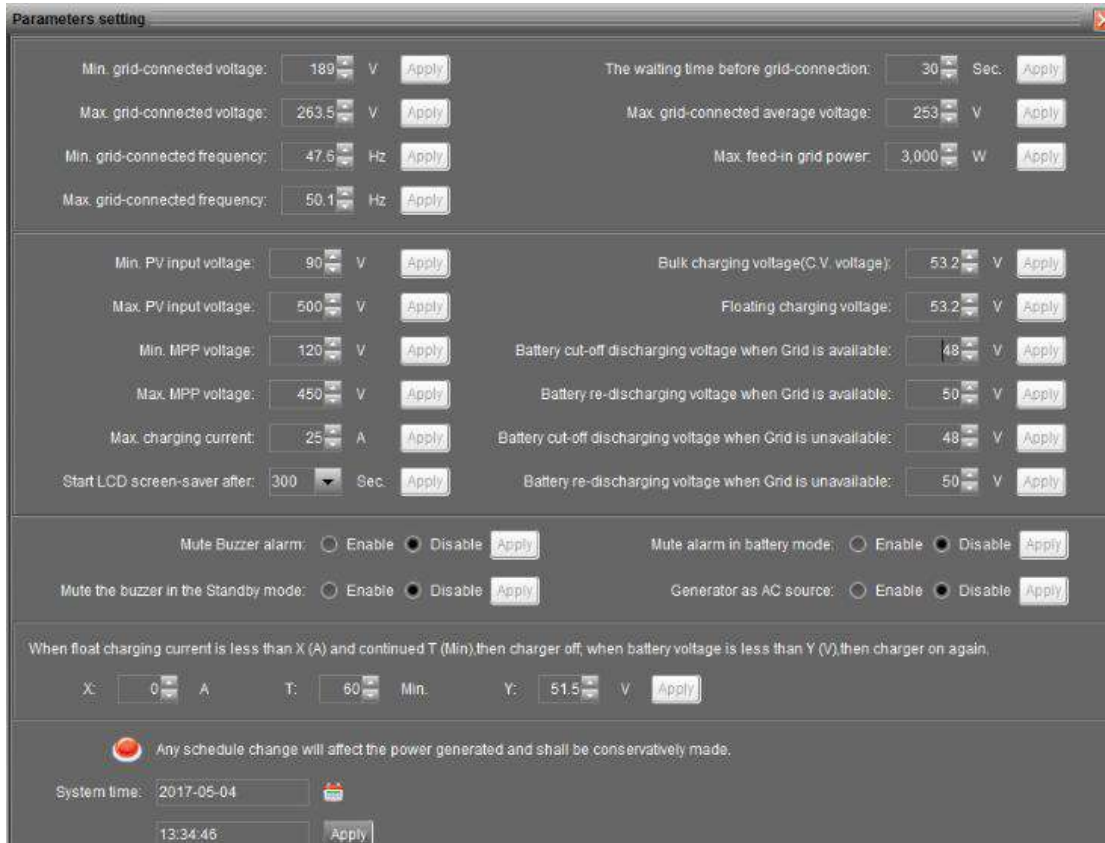 Parameters setting
Min. grid-connected voltage: 189 V Apply The waiting time before grid-connection: 30 Sec. Apply
Max. grid-connected voltage: 263.5 V Apply Max. grid-connected average voltage: 253 V Apply
Min. grid-connected frequency: 47.6 Hz Apply Max. feed-in grid power: 3,000 W Apply
Max. grid-connected frequency: 50.1 Hz Apply
Min. PV input voltage: 90 V Apply Bulk charging voltage(C.V. voltage): 53.2 V Apply
Max. PV input voltage: 500 V Apply Floating charging voltage: 53.2 V Apply
Min. MPP voltage: 120 V Apply Battery cut-off discharging voltage when Grid is available: 48 V Apply
Max. MPP voltage: 450 V Apply Battery re-discharging voltage when Grid is available: 50 V Apply
Max. charging current: 25 A Apply Battery cut-off discharging voltage when Grid is unavailable: 48 V Apply
Start LCD screen-saver after: 300 Sec. Apply Battery re-discharging voltage when Grid is unavailable: 50 V Apply
Mute Buzzer alarm: Enable Disable Apply Mute alarm in battery mode: Enable Disable Apply
Mute the buzzer in the Standby mode: Enable Disable Apply Generator as AC source: Enable Disable Apply
When float charging current is less than X (A) and continued T (Min),then charger off, when battery voltage is less than Y (V),then charger on again.
X: 0 A T: 60 Min. Y: 51.5 V Apply
Any schedule change will affect the power generated and shall be conservatively made.
System time: 2017-05-04
13:34:46 Apply